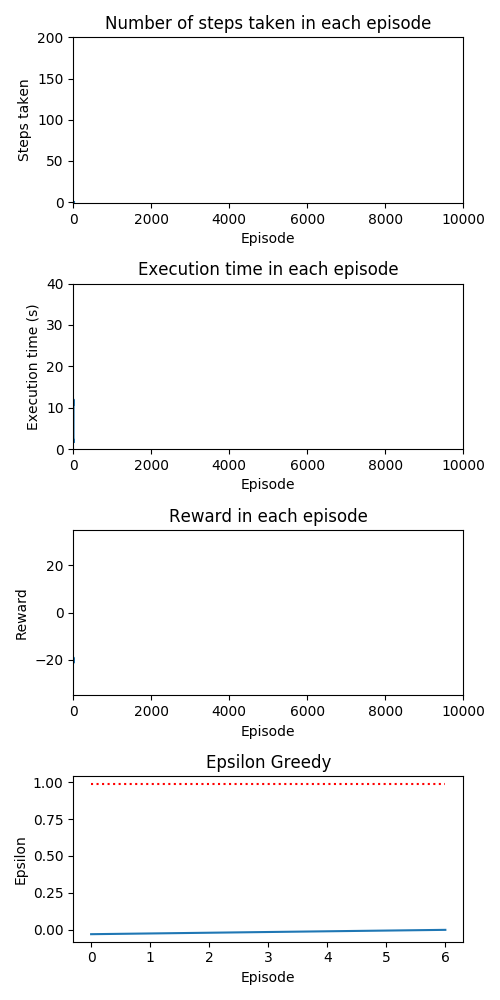 Number of steps taken in each episode
200
150
100
50
0
Steps taken
0 2000 4000 6000 8000 10000
Episode
Execution time in each episode
40
30
20
10
0
Execution time (s)
0 2000 4000 6000 8000 10000
Episode
Reward in each episode
20
0
−20
Reward
0 2000 4000 6000 8000 10000
Episode
Epsilon Greedy
1.00
0.75
0.50
0.25
0.00
Epsilon
0 1 2 3 4 5 6
Episode